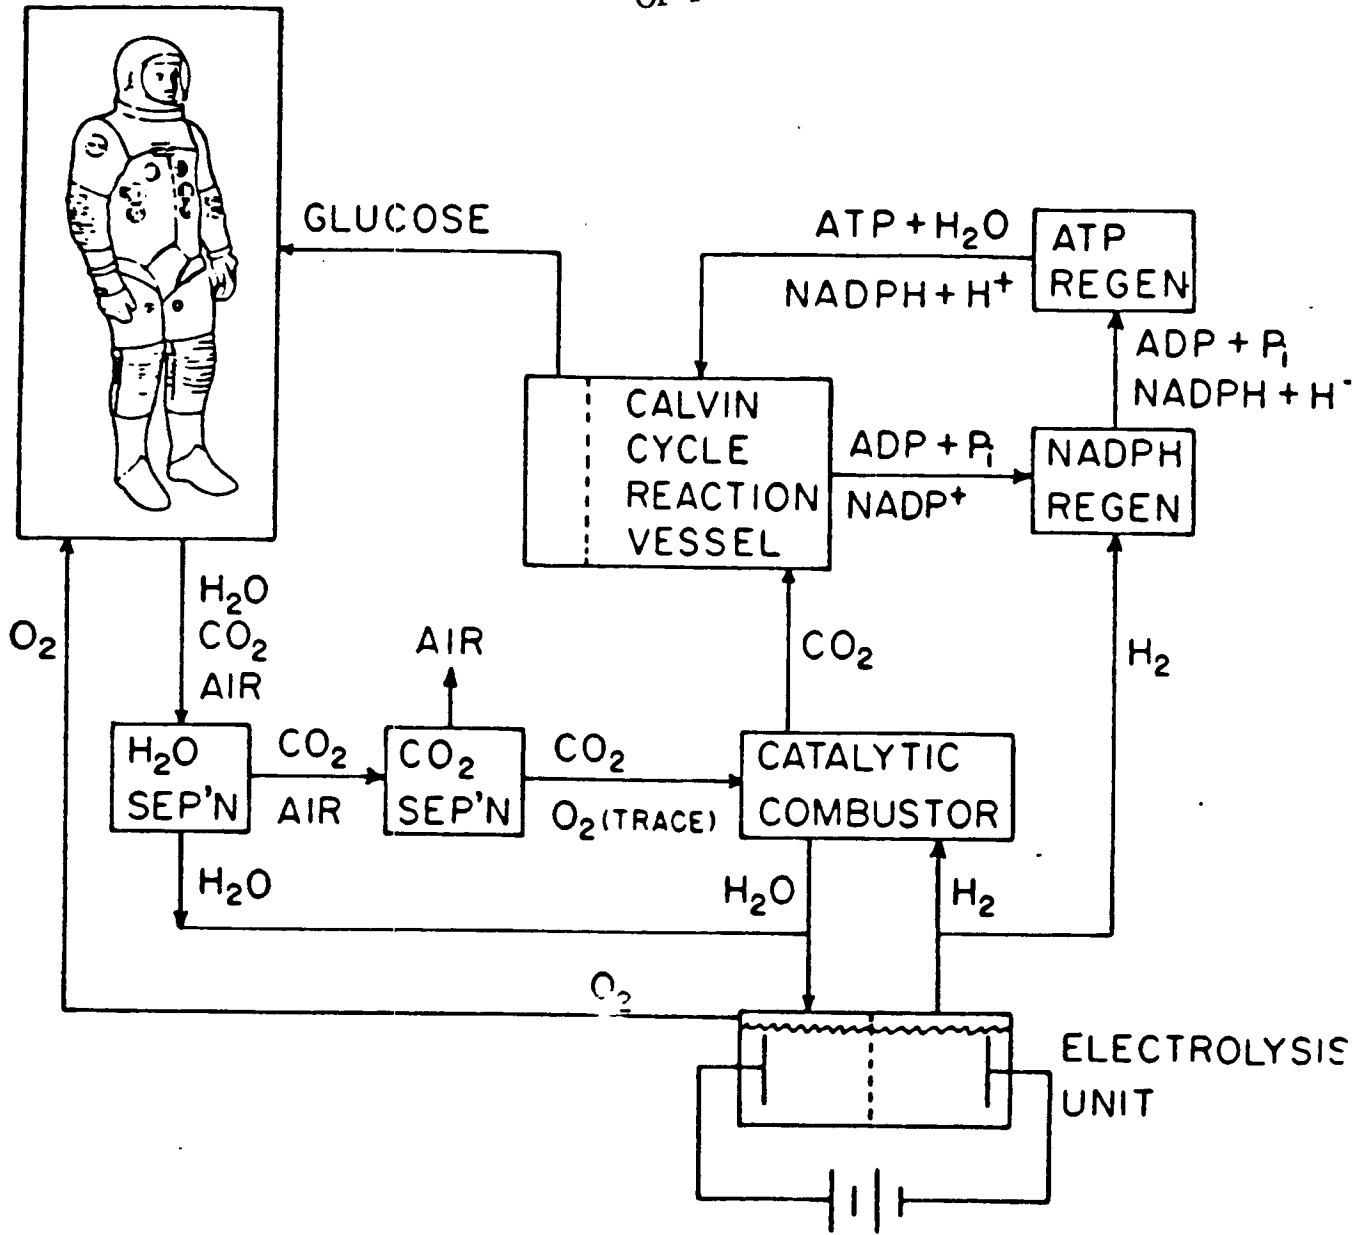 GLUCOSE
ATP + H₂O
NADPH + H⁺
ATP
REGEN
ADP + Pi
NADPH + H
CALVIN
CYCLE
REACTION
VESSEL
ADP + Pi
NADP⁺
NADPH
REGEN
H₂O
CO₂
AIR
O₂
AIR
CO₂
H₂
H₂O
SEP'N
CO₂
AIR
CO₂
SEP'N
CO₂
O₂ (TRACE)
CATALYTIC
COMBUSTOR
H₂O
H₂O
H₂
O₂
ELECTROLYSIS
UNIT